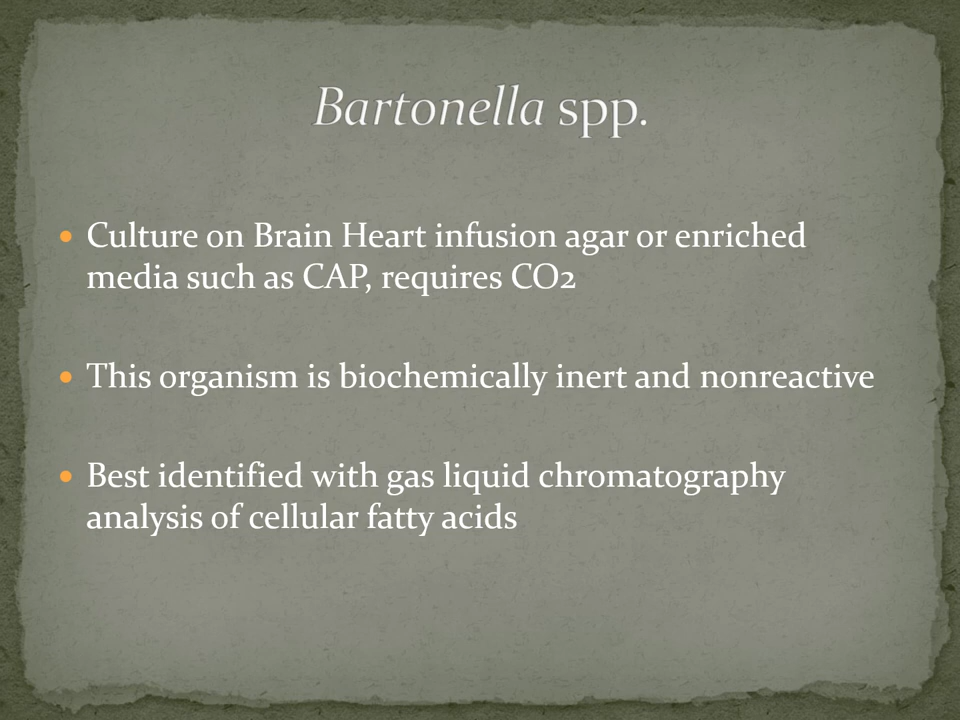 Bartonella spp.
• Culture on Brain Heart infusion agar or enriched
media such as CAP, requires CO2
• This organism is biochemically inert and nonreactive
• Best identified with gas liquid chromatography
analysis of cellular fatty acids